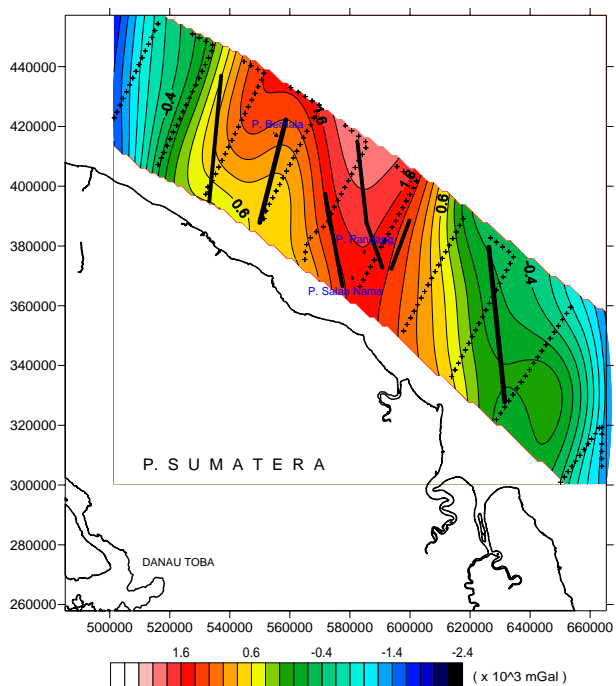 440000
420000
400000
380000
360000
340000
320000
300000
280000
260000
-0.4
1.6
P. Berhala
0.6
1.6
0.6
-0.4
P. Pandang
P. Salah Nama
P. SUMATERA
DANAU TOBA
500000 520000 540000 560000 580000 600000 620000 640000 660000
1.6 0.6 -0.4 -1.4 -2.4
( x 10^3 mGal)